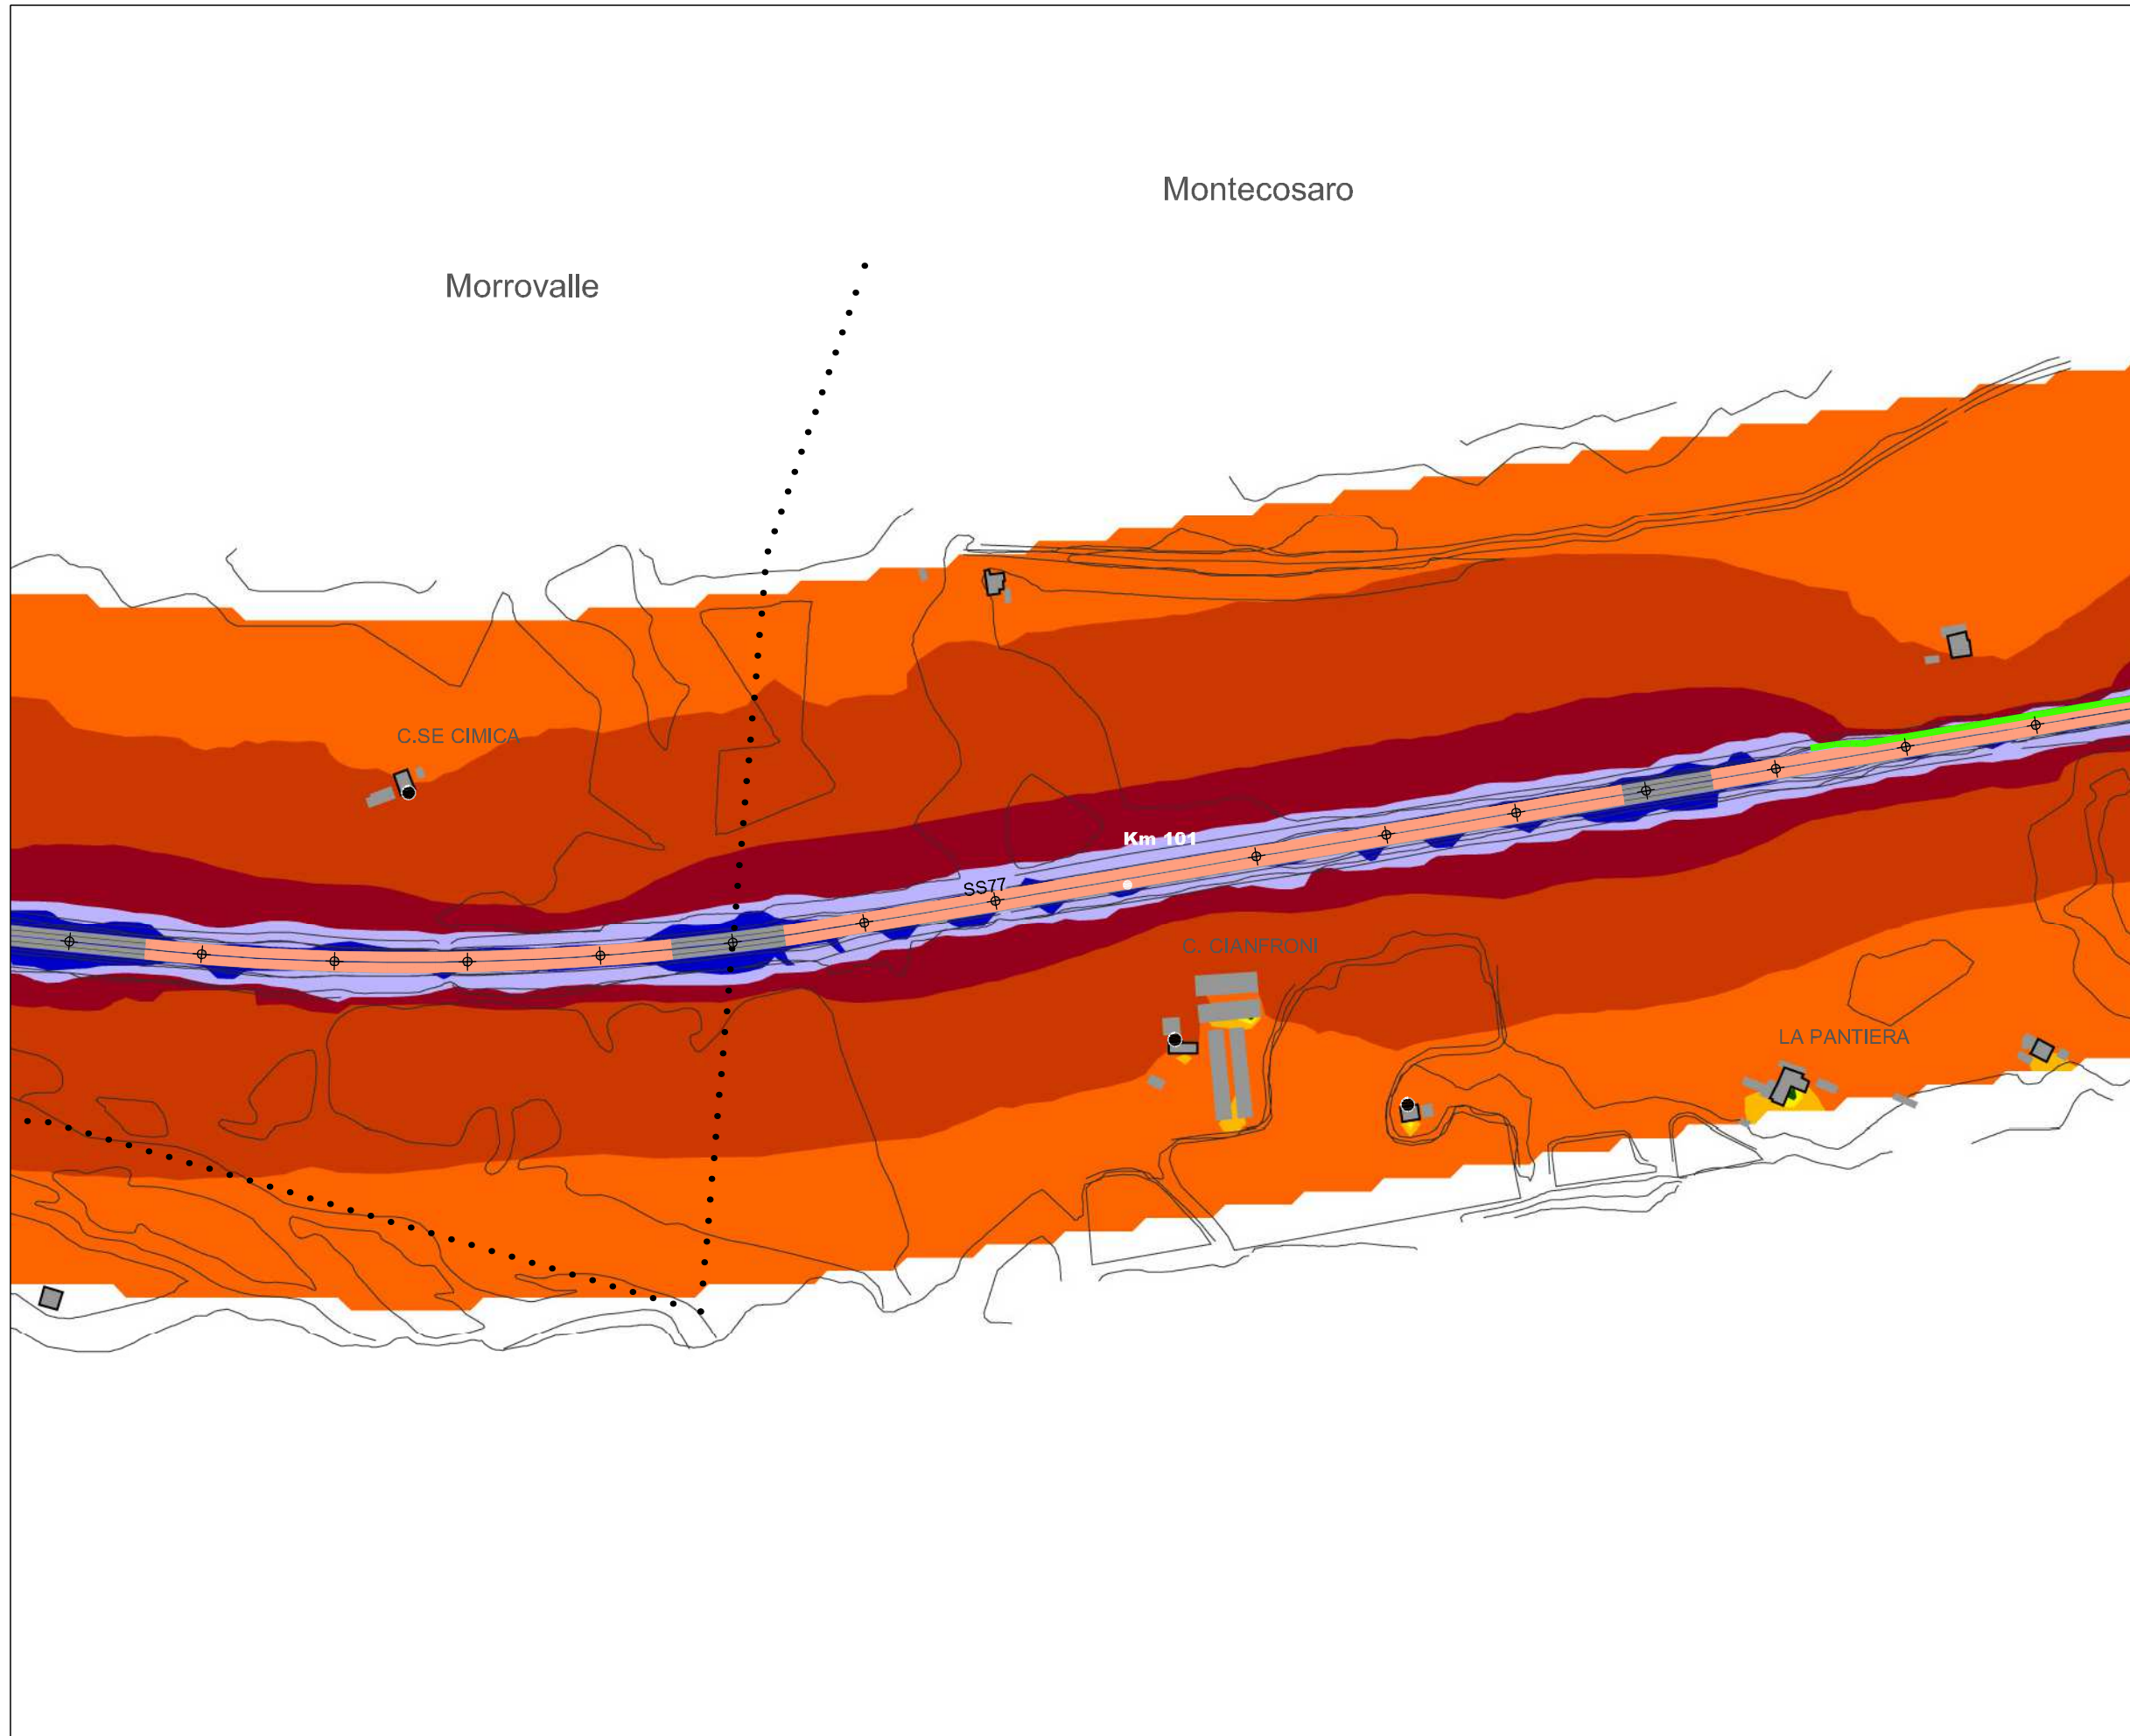 Montecosaro
Morrovalle
C.SE CIMICA
Km 101
SS77
C. CIANFRONI
LA PANTIERA